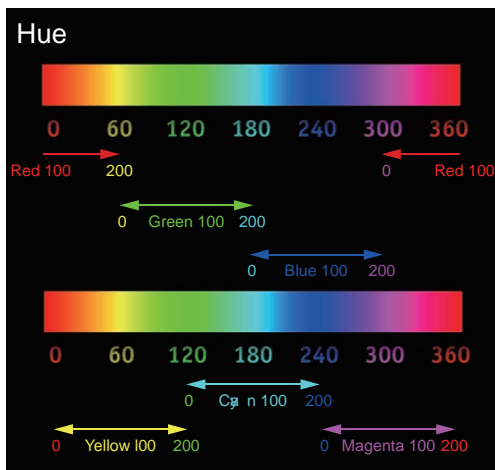 Hue
0 60 120 180 240 300 360
Red 100 200 0 Red 100
0 Green 100 200
0 Blue 100 200
0 60 120 180 240 300 360
0 Cya n 100 200
0 Yellow l00 200 0 Magenta 100 200